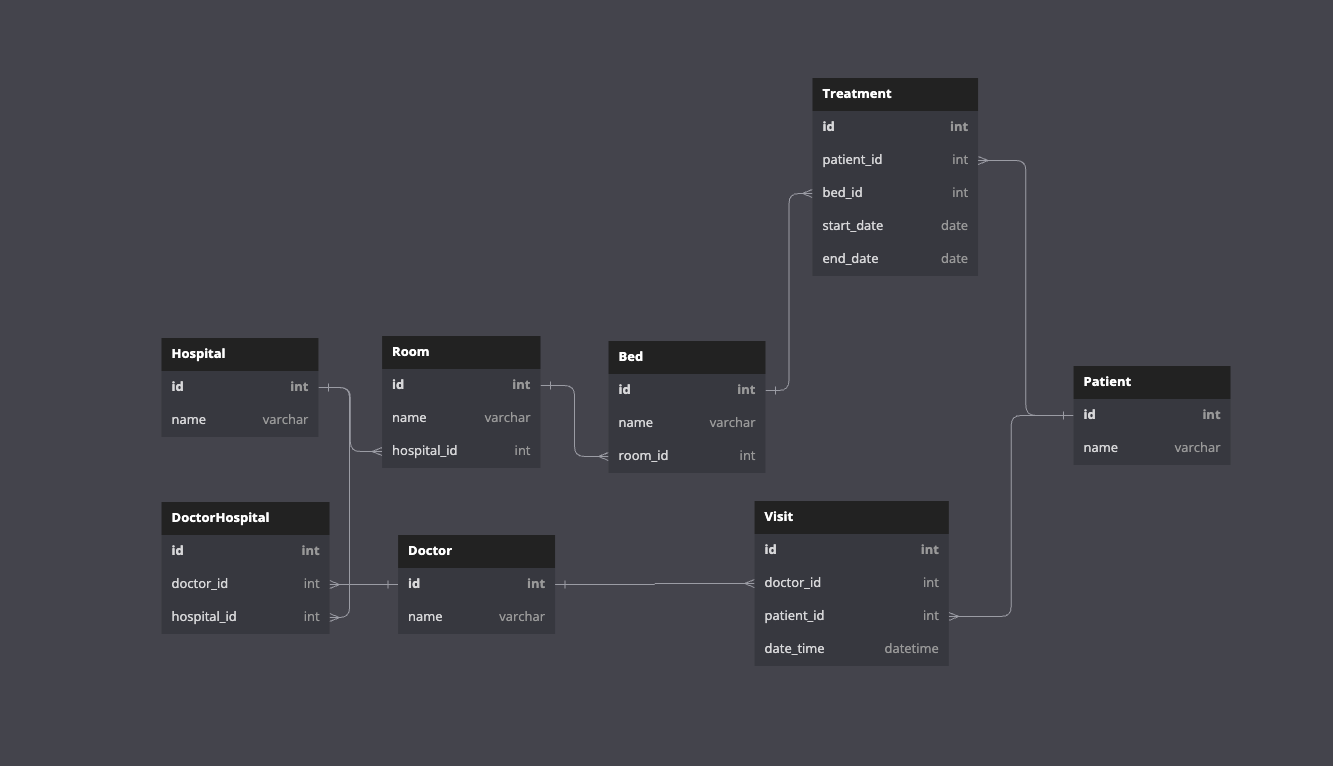 Treatment
id int
patient_id int
bed_id int
start_date date
end_date date
Hospital
id int
name varchar
Room
id int
name varchar
hospital_id int
Bed
id int
name varchar
room_id int
Patient
id int
name varchar
DoctorHospital
id int
doctor_id int
hospital_id int
Doctor
id int
name varchar
Visit
id int
doctor_id int
patient_id int
date_time datetime